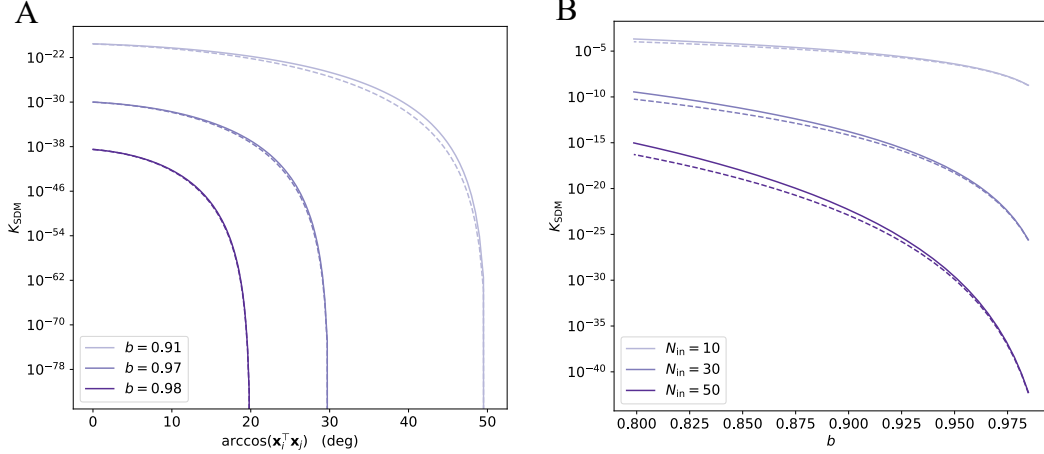 A
10⁻²²
10⁻³⁰
10⁻³⁸
10⁻⁴⁶
10⁻⁵⁴
10⁻⁶²
10⁻⁷⁰
10⁻⁷⁸
K_SDM
b = 0.91
b = 0.97
b = 0.98
0 10 20 30 40 50
arccos(x_i^⊤ x_j) (deg)
B
10⁻⁵
10⁻¹⁰
10⁻¹⁵
10⁻²⁰
10⁻²⁵
10⁻³⁰
10⁻³⁵
10⁻⁴⁰
K_SDM
N_in = 10
N_in = 30
N_in = 50
0.800 0.825 0.850 0.875 0.900 0.925 0.950 0.975
b